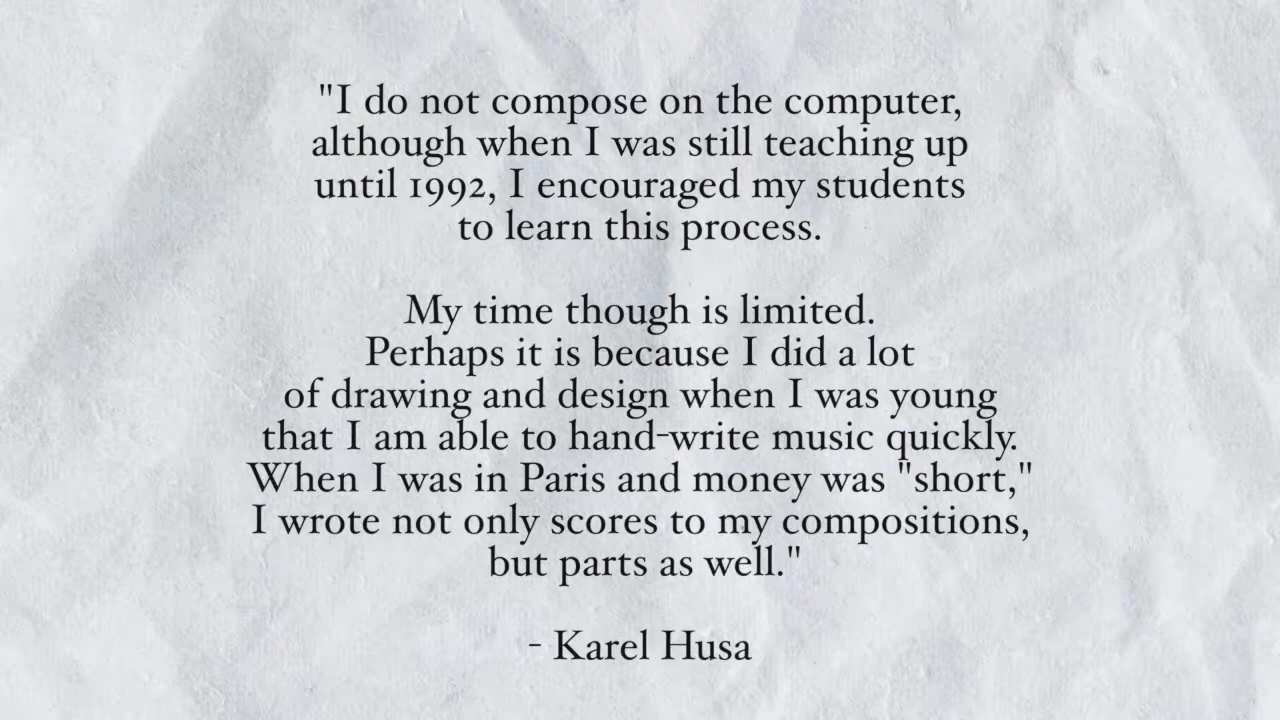 "I do not compose on the computer,
although when I was still teaching up
until 1992, I encouraged my students
to learn this process.
My time though is limited.
Perhaps it is because I did a lot
of drawing and design when I was young
that I am able to hand-write music quickly.
When I was in Paris and money was "short,"
I wrote not only scores to my compositions,
but parts as well."
- Karel Husa